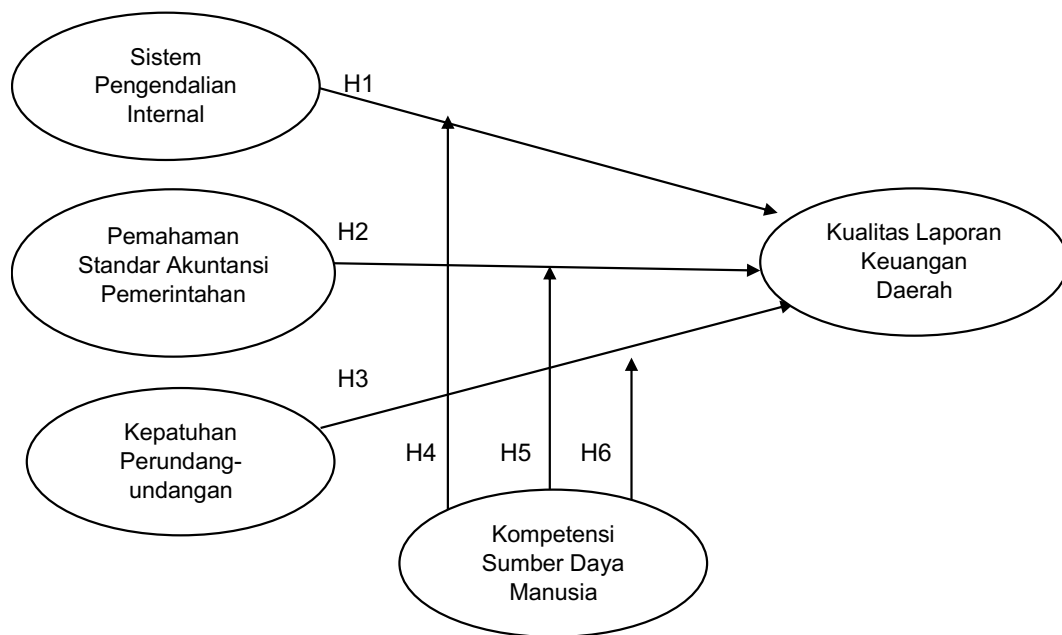 Sistem
Pengendalian
Internal
H1
Pemahaman
Standar Akuntansi
Pemerintahan
H2
Kualitas Laporan
Keuangan
Daerah
H3
Kepatuhan
Perundang-
undangan
H4
H5
H6
Kompetensi
Sumber Daya
Manusia